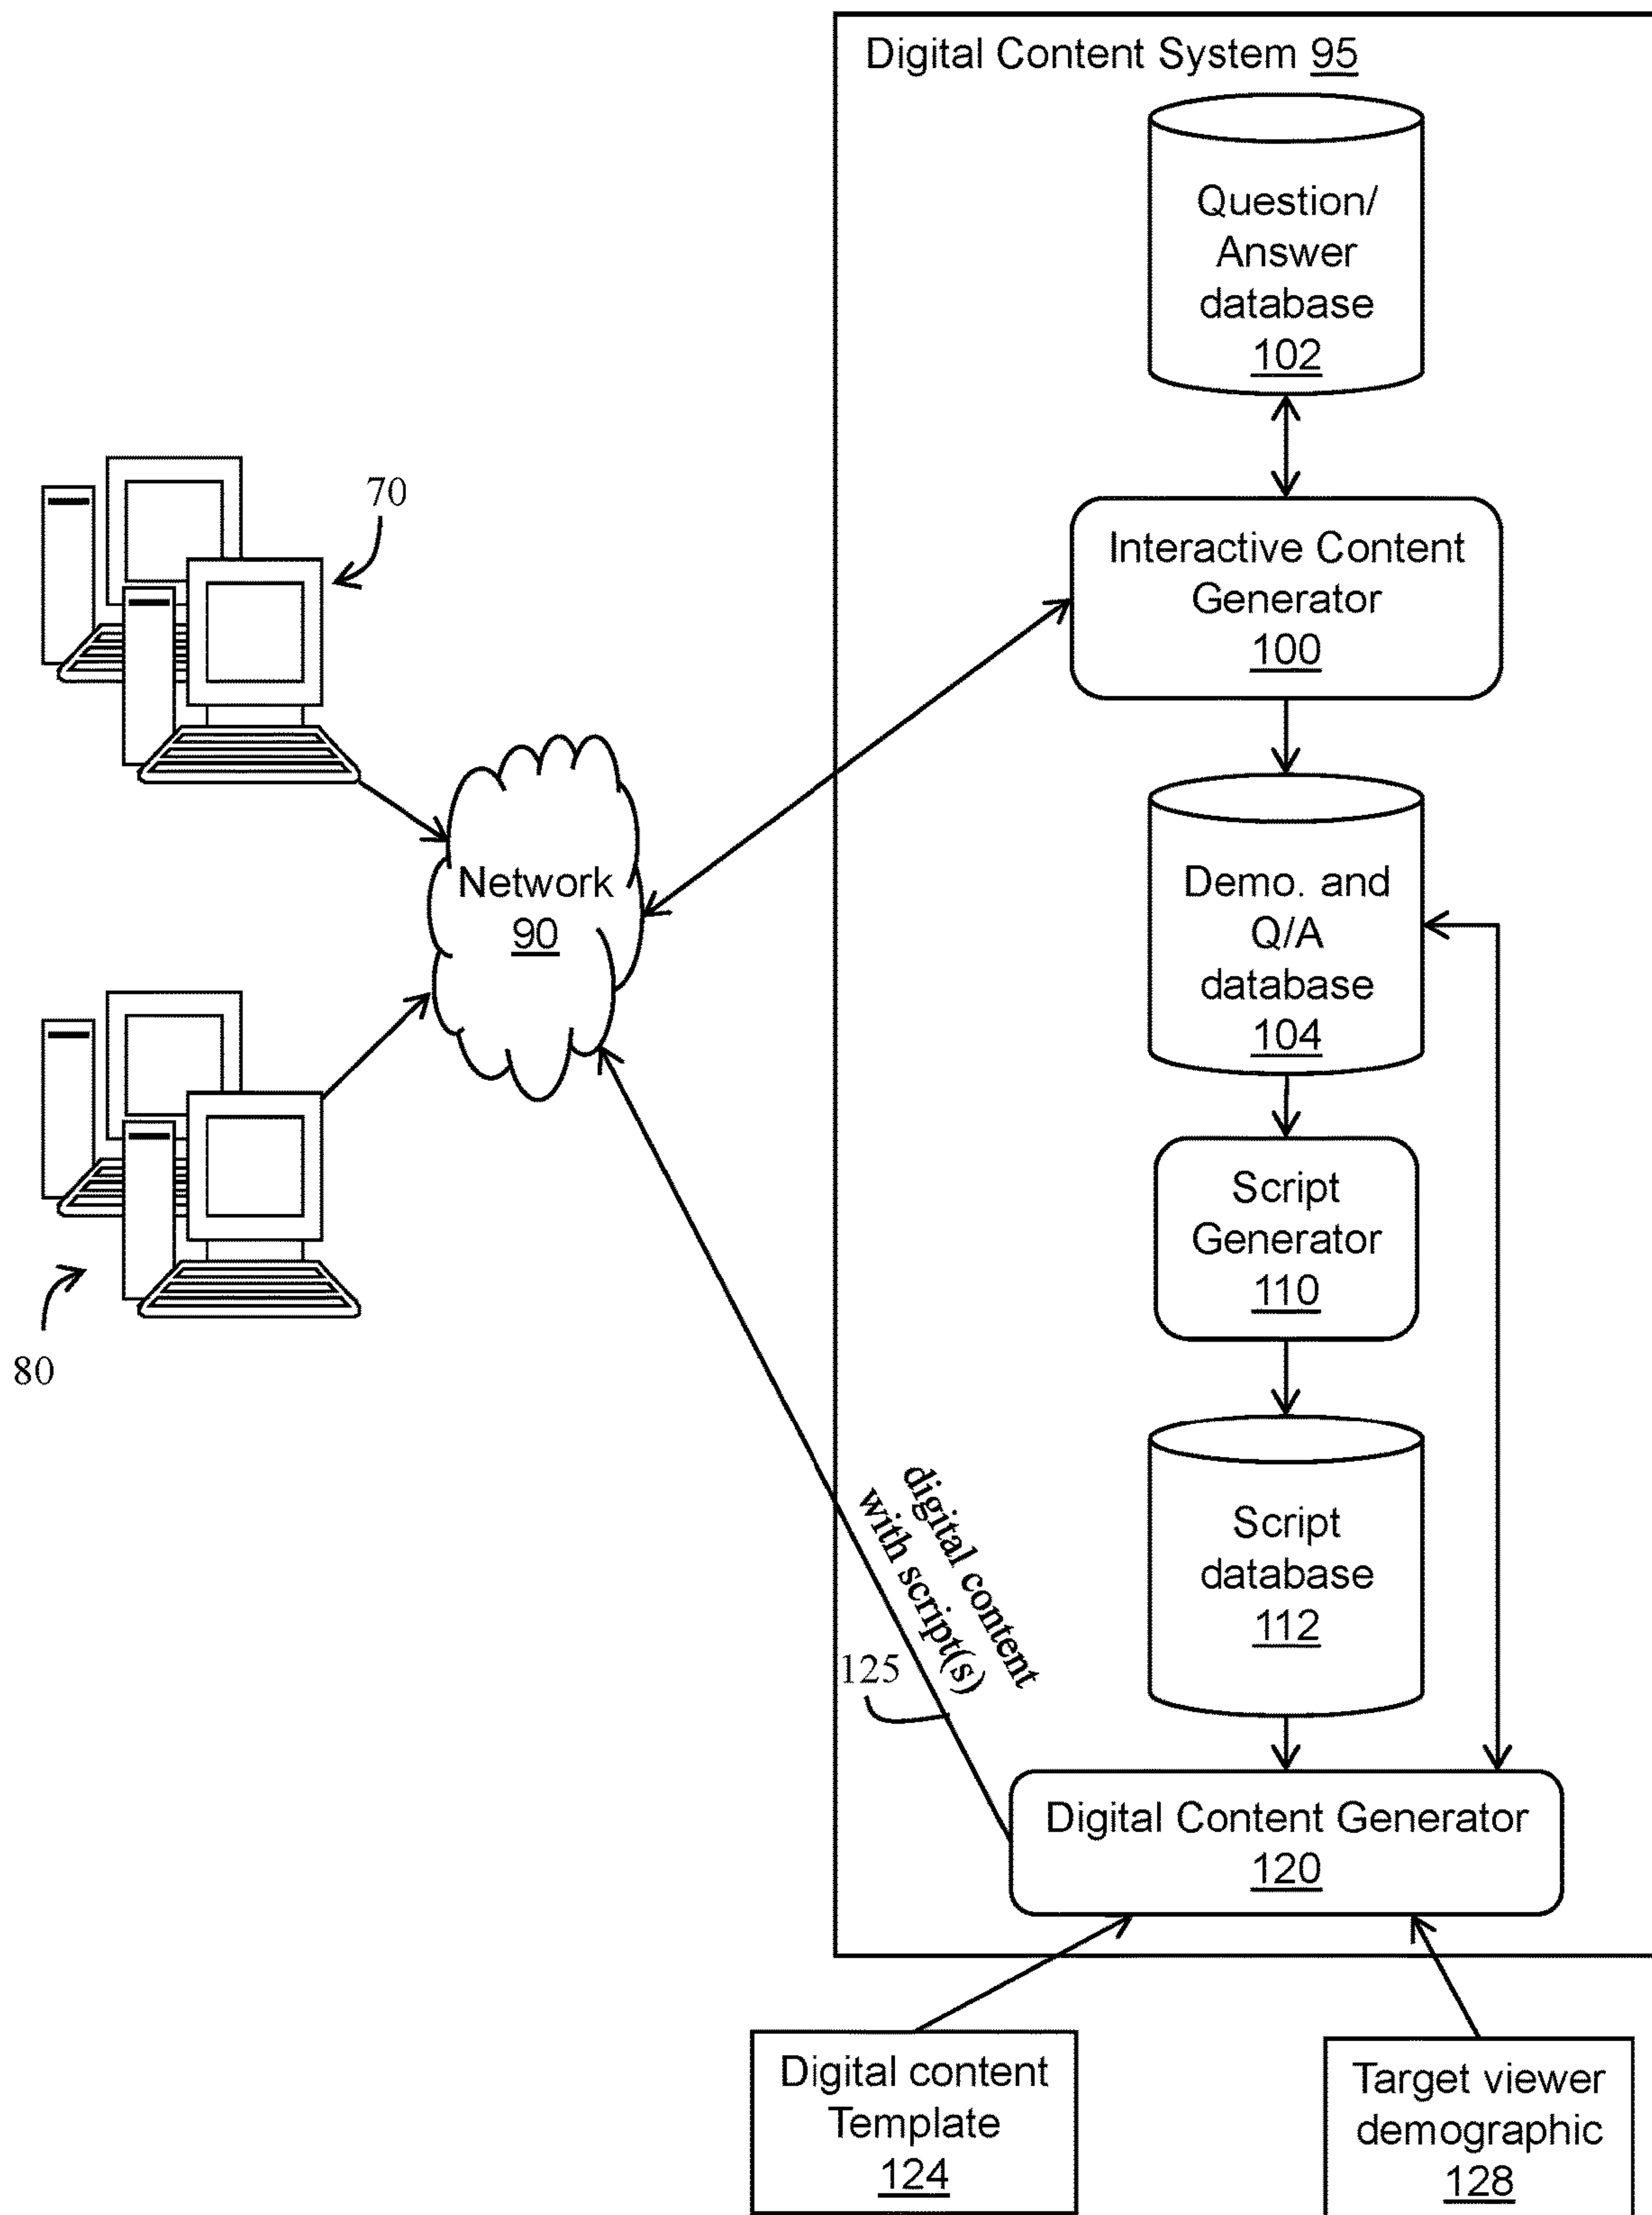 Digital Content System 95
Question/
Answer
database
102
70
Interactive Content
Generator
100
Network
90
Demo. and
Q/A
database
104
Script
Generator
110
80
digital content
with script(s)
Script
database
112
125
Digital Content Generator
120
Digital content
Template
124
Target viewer
demographic
128